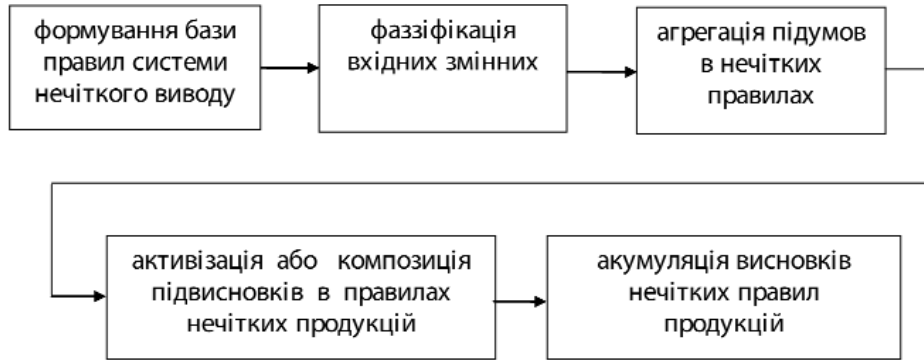 формування бази
правил системи
нечіткого виводу
фаззіфікація
вхідних змінних
агрегація підумов
в нечітких
правилах
активізація або композиція
підвисновків в правилах
нечітких продукцій
акумуляція висновків
нечітких правил
продукцій